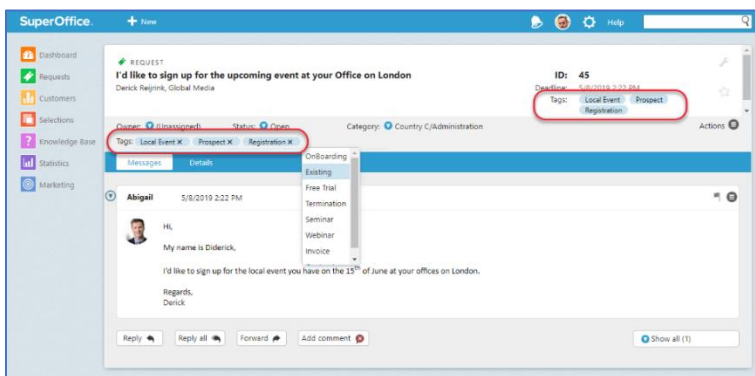 SuperOffice.
+ New
Help
Dashboard
Requests
Customers
Selections
Knowledge Base
Statistics
Marketing
REQUEST
I'd like to sign up for the upcoming event at your Office on London
Derick Reijrink, Global Media
ID: 45
Deadline: 5/8/2019 2:22 PM
Tags: Local Event Prospect
Registration
Owner: (Unassigned) Status: Open Category: Country C/Administration Actions
Tags: Local Event X Prospect X Registration X
OnBoarding
Existing
Free Trial
Termination
Seminar
Webinar
Invoice
Messages Details
Abigail 5/8/2019 2:22 PM
Hi,
My name is Diderick,
I'd like to sign up for the local event you have on the 15th of June at your offices on London.
Regards,
Derick
Reply Reply all Forward Add comment Show all (1)